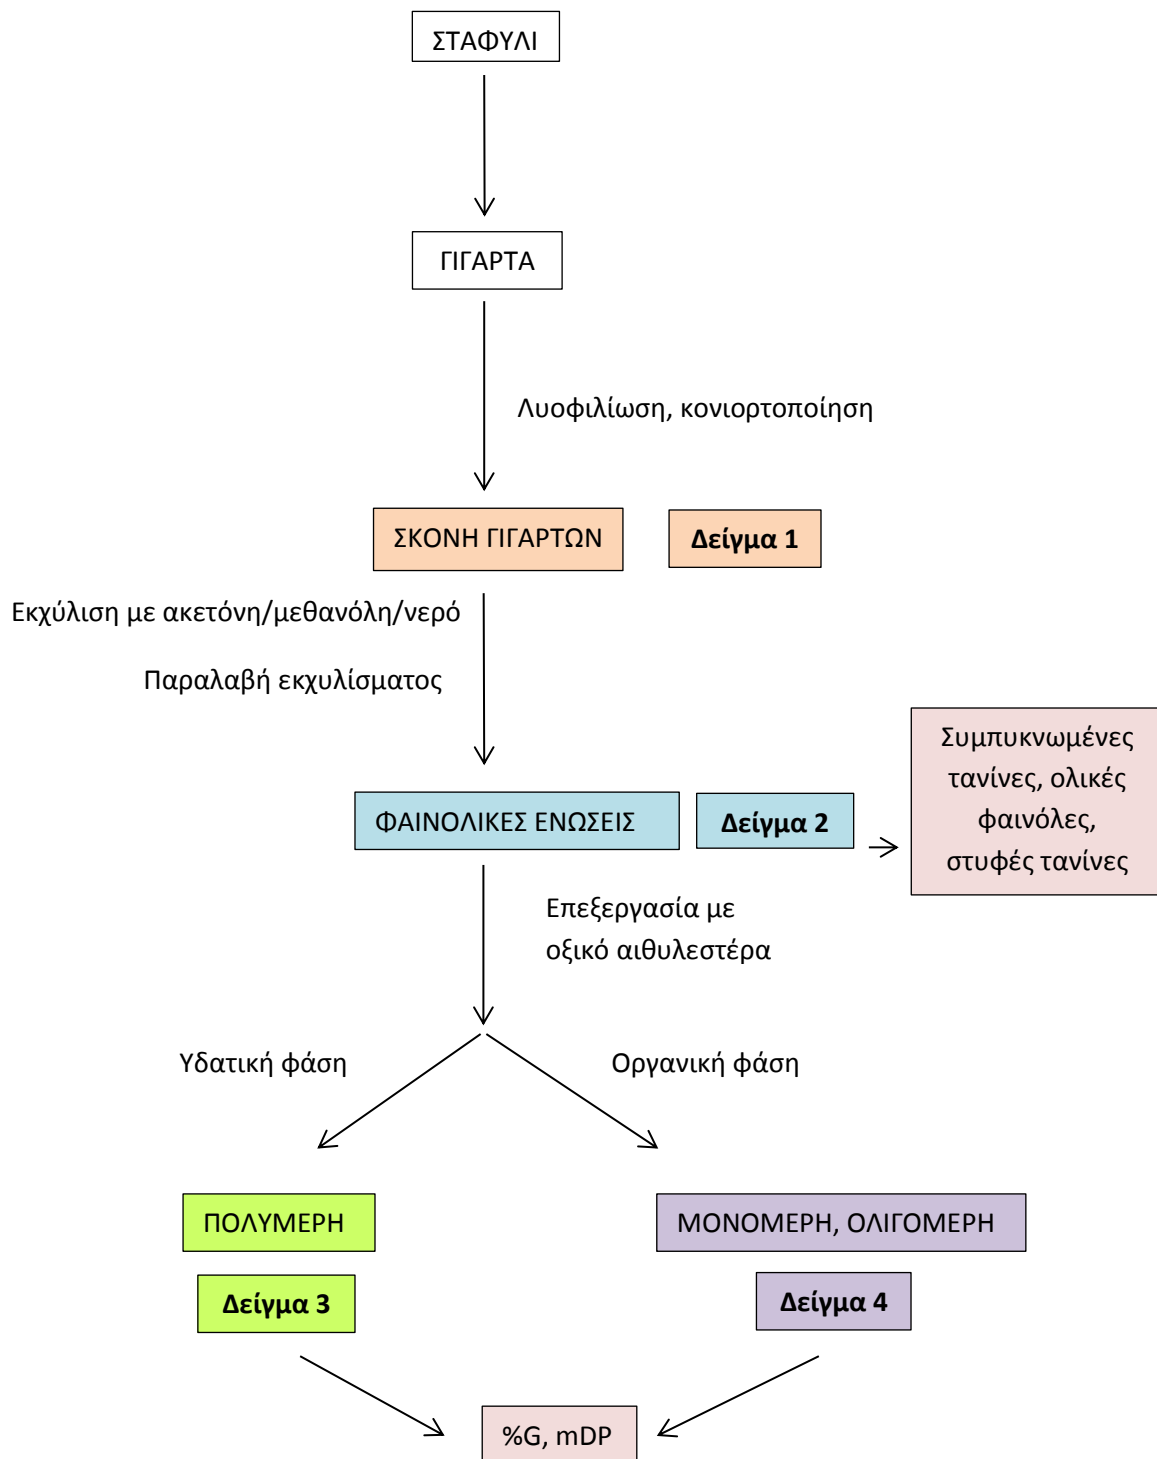 ΣΤΑΦΥΛΙ
ΓΙΓΑΡΤΑ
Λυοφιλίωση, κονιορτοποίηση
ΣΚΟΝΗ ΓΙΓΑΡΤΩΝ
Δείγμα 1
Εκχύλιση με ακετόνη/μεθανόλη/νερό
Παραλαβή εκχυλίσματος
ΦΑΙΝΟΛΙΚΕΣ ΕΝΩΣΕΙΣ
Δείγμα 2
Συμπυκνωμένες
τανίνες, ολικές
φαινόλες,
στυφές τανίνες
Επεξεργασία με
οξικό αιθυλεστέρα
Υδατική φάση
Οργανική φάση
ΠΟΛΥΜΕΡΗ
ΜΟΝΟΜΕΡΗ, ΟΛΙΓΟΜΕΡΗ
Δείγμα 3
Δείγμα 4
%G, mDP